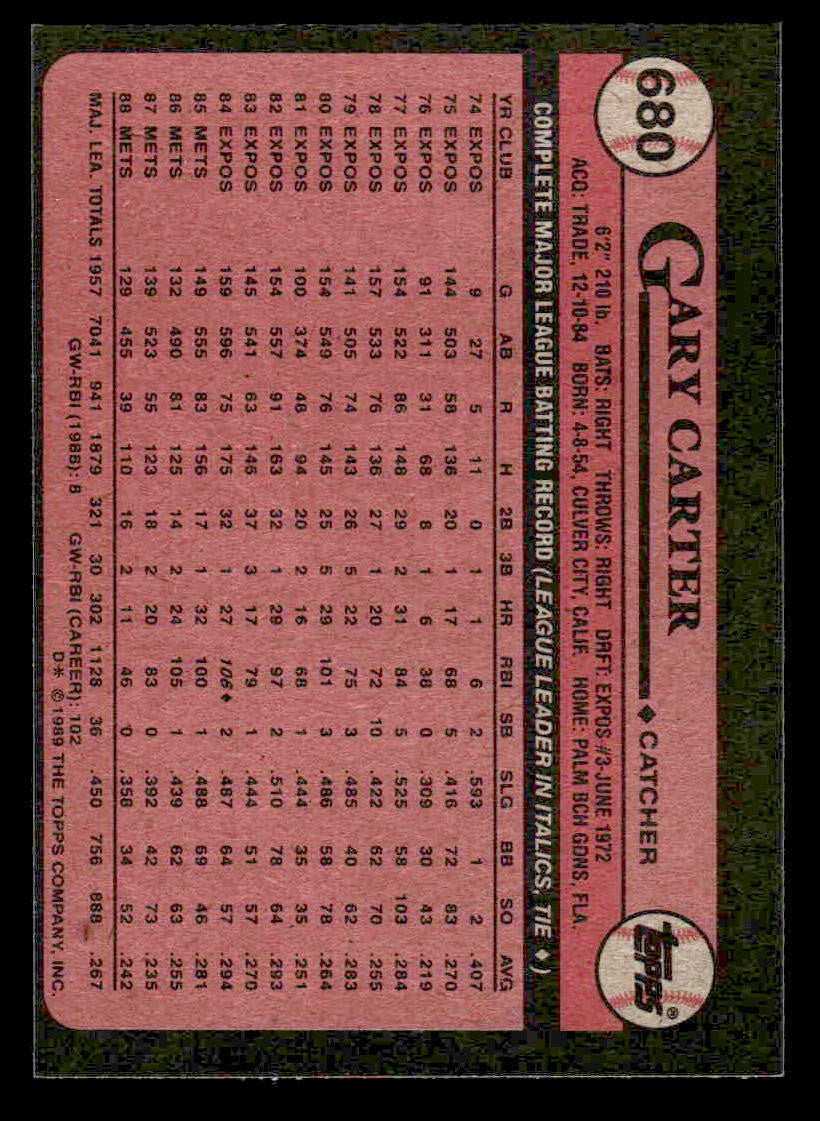 680
GARY CARTER ◆ CATCHER
TOPPS®
6'2" 210 lb. BATS: RIGHT THROWS: RIGHT DRFT: EXPOS #3-JUNE 1972
ACQ: TRADE, 12-10-84 BORN: 4-8-54, CULVER CITY, CALIF. HOME: PALM BCH GDNS, FLA.
COMPLETE MAJOR LEAGUE BATTING RECORD (LEAGUE LEADER IN ITALICS, TIE ◆)
YR CLUB G AB R H 2B 3B HR RBI SB SLG BB SO AVG
74 EXPOS 9 27 5 11 0 1 1 6 2 .593 1 2 .407
75 EXPOS 144 503 58 136 20 1 17 68 5 .416 72 83 .270
76 EXPOS 91 311 31 68 8 1 6 38 0 .309 30 43 .219
77 EXPOS 154 522 86 148 29 2 31 84 5 .525 58 103 .284
78 EXPOS 157 533 76 136 27 1 20 72 10 .422 62 70 .255
79 EXPOS 141 505 74 143 26 5 22 75 3 .485 40 62 .283
80 EXPOS 154 549 76 145 25 5 29 101 3 .486 58 78 .264
81 EXPOS 100 374 48 94 20 2 16 68 1 .444 35 35 .251
82 EXPOS 154 557 91 163 32 1 29 97 2 .510 78 64 .293
83 EXPOS 145 541 63 146 37 3 17 79 1 .444 51 57 .270
84 EXPOS 159 596 75 175 32 1 27 106◆ 2 .487 64 57 .294
85 METS 149 555 83 156 17 1 32 100 1 .488 69 46 .281
86 METS 132 490 81 125 14 2 24 105 1 .439 62 63 .255
87 METS 139 523 55 123 18 2 20 83 0 .392 42 73 .235
88 METS 129 455 39 110 16 2 11 46 0 .358 34 52 .242
MAJ. LEA. TOTALS 1957 7041 941 1879 321 30 302 1128 36 .450 756 888 .267
GW-RBI (1988): 8 GW-RBI (CAREER): 102
D* © 1989 THE TOPPS COMPANY, INC.